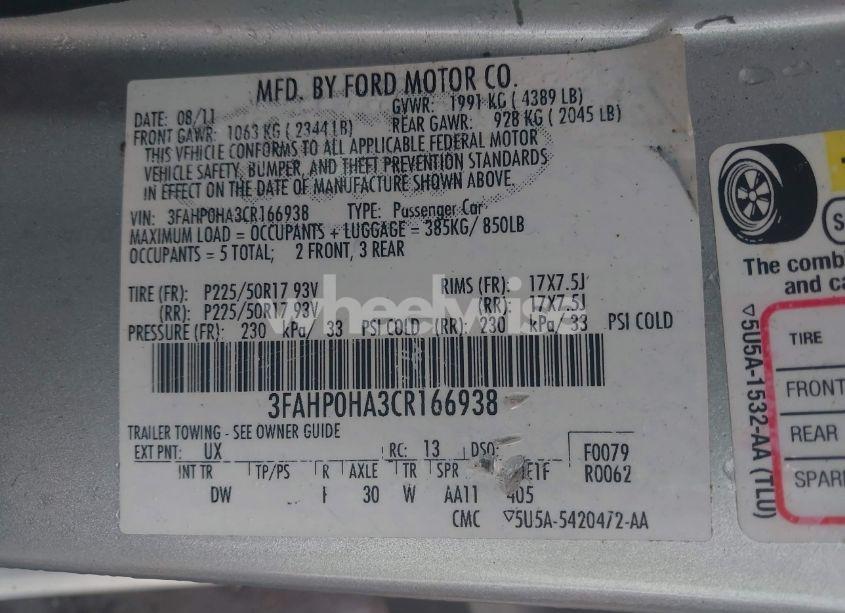 MFD. BY FORD MOTOR CO.
DATE: 08/11 GVWR: 1991 KG ( 4389 LB)
FRONT GAWR: 1063 KG ( 2344 LB) REAR GAWR: 928 KG ( 2045 LB)
THIS VEHICLE CONFORMS TO ALL APPLICABLE FEDERAL MOTOR
VEHICLE SAFETY, BUMPER, AND THEFT PREVENTION STANDARDS
IN EFFECT ON THE DATE OF MANUFACTURE SHOWN ABOVE.
VIN: 3FAHP0HA3CR166938 TYPE: Passenger Car
MAXIMUM LOAD = OCCUPANTS + LUGGAGE = 385KG/ 850LB
OCCUPANTS = 5 TOTAL; 2 FRONT, 3 REAR
TIRE (FR): P225/50R17 93V RIMS (FR): 17X7.5J
(RR): P225/50R17 93V (RR): 17X7.5J
PRESSURE (FR): 230 kPa/ 33 PSI COLD (RR): 230 kPa/ 33 PSI COLD
3FAHP0HA3CR166938
TRAILER TOWING - SEE OWNER GUIDE
EXT PNT: UX RC: 13 DSO: F0079
R0062
INT TR TP/PS R AXLE TR SPR
DW 30 W AA11 405
CMC ▽5U5A-5420472-AA
The comb
and ca
TIRE
FRONT
REAR
SPAR
▽5U5A-1532-AA (TLU)